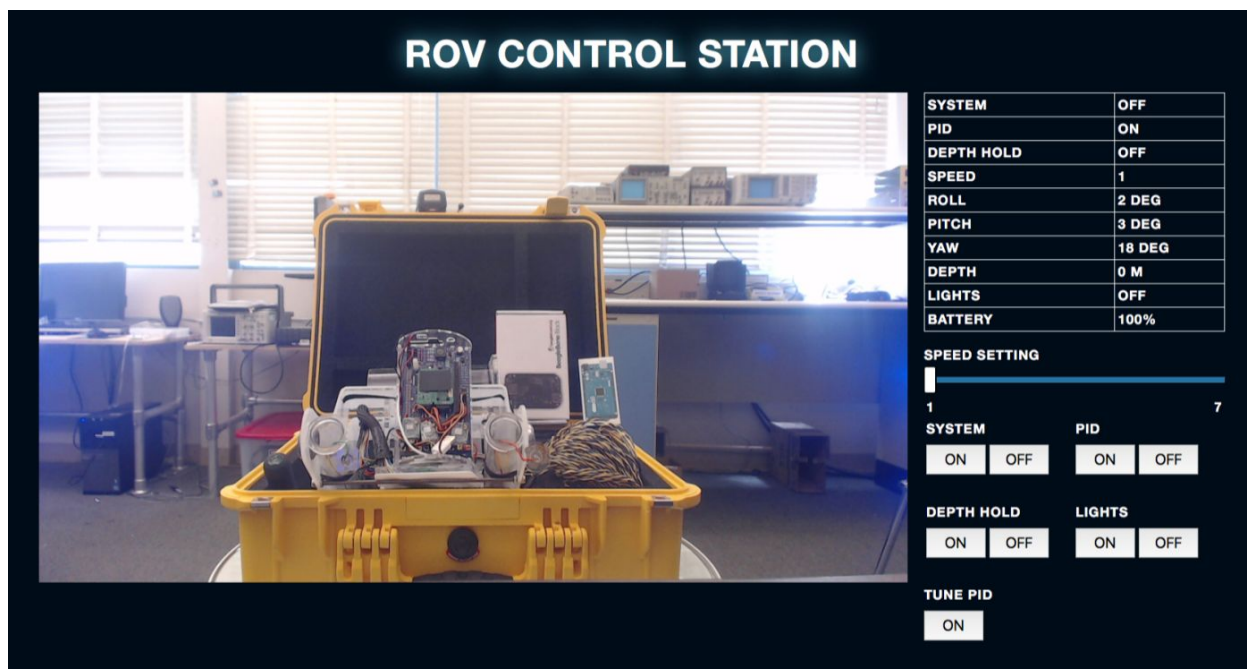 ROV CONTROL STATION
SYSTEM OFF
PID ON
DEPTH HOLD OFF
SPEED 1
ROLL 2 DEG
PITCH 3 DEG
YAW 18 DEG
DEPTH 0 M
LIGHTS OFF
BATTERY 100%
SPEED SETTING
1 7
SYSTEM PID
ON OFF ON OFF
DEPTH HOLD LIGHTS
ON OFF ON OFF
TUNE PID
ON